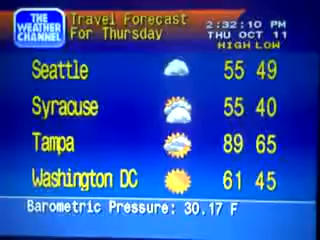 THE
WEATHER
CHANNEL
Travel Forecast
For Thursday
2:32:10 PM
THU OCT 11
HIGH LOW
Seattle 55 49
Syracuse 55 40
Tampa 89 65
Washington DC 61 45
Barometric Pressure: 30.17 F